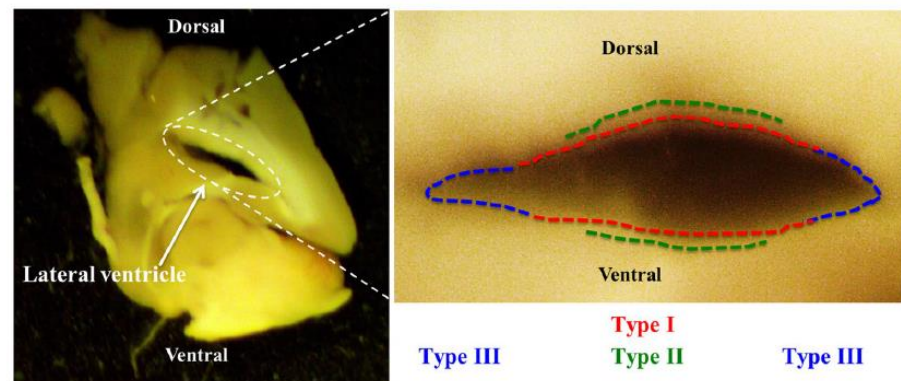 Dorsal
Lateral ventricle
Ventral
Dorsal
Ventral
Type I
Type III Type II Type III